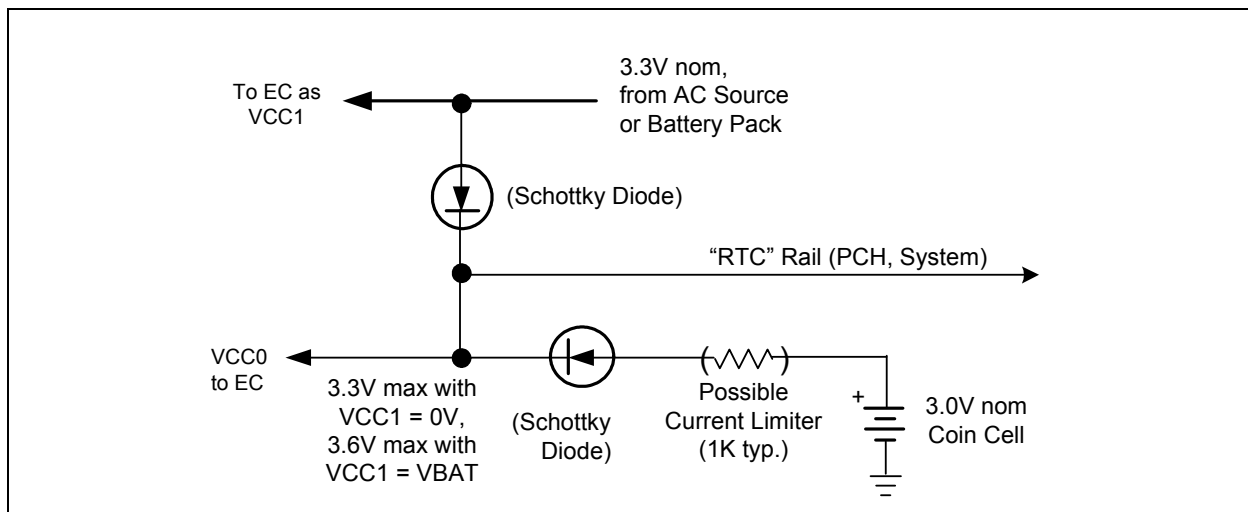 3.3V nom,
from AC Source
or Battery Pack
To EC as
VCC1
(Schottky Diode)
“RTC” Rail (PCH, System)
VCC0
to EC
3.3V max with
VCC1 = 0V,
3.6V max with
VCC1 = VBAT
(Schottky
Diode)
( )
Possible
Current Limiter
(1K typ.)
+
3.0V nom
Coin Cell